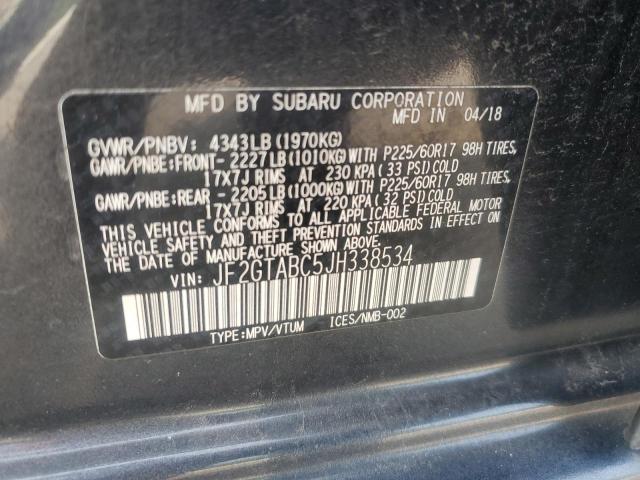 MFD BY SUBARU CORPORATION
MFD IN 04/18
GVWR/PNBV: 4343LB (1970KG)
GAWR/PNBE:FRONT-2227LB(1010KG)WITH P225/60R17 98H TIRES,
17X7J RIMS AT 230 KPA(33 PSI)COLD
GAWR/PNBE:REAR -2205LB(1000KG)WITH P225/60R17 98H TIRES,
17X7J RIMS AT 220 KPA(32 PSI)COLD
THIS VEHICLE CONFORMS TO ALL APPLICABLE FEDERAL MOTOR
VEHICLE SAFETY AND THEFT PREVENTION STANDARDS IN EFFECT
ON THE DATE OF MANUFACTURE SHOWN ABOVE.
VIN: JF2GTABC5JH338534
TYPE:MPV/VTUM ICES/NMB-002